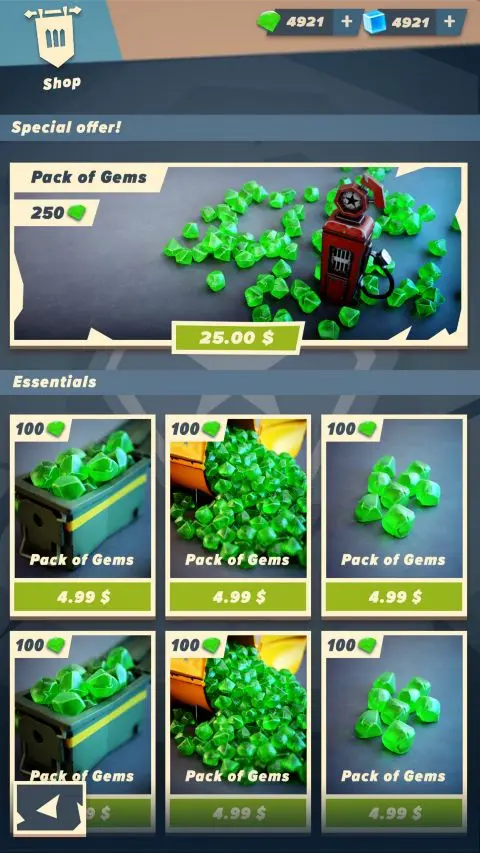 4921 + 4921 +
Shop
Special offer!
Pack of Gems
250
25.00 $
Essentials
100 100 100
Pack of Gems Pack of Gems Pack of Gems
4.99 $ 4.99 $ 4.99 $
100 100 100
Pack of Gems Pack of Gems Pack of Gems
4.99 $ 4.99 $